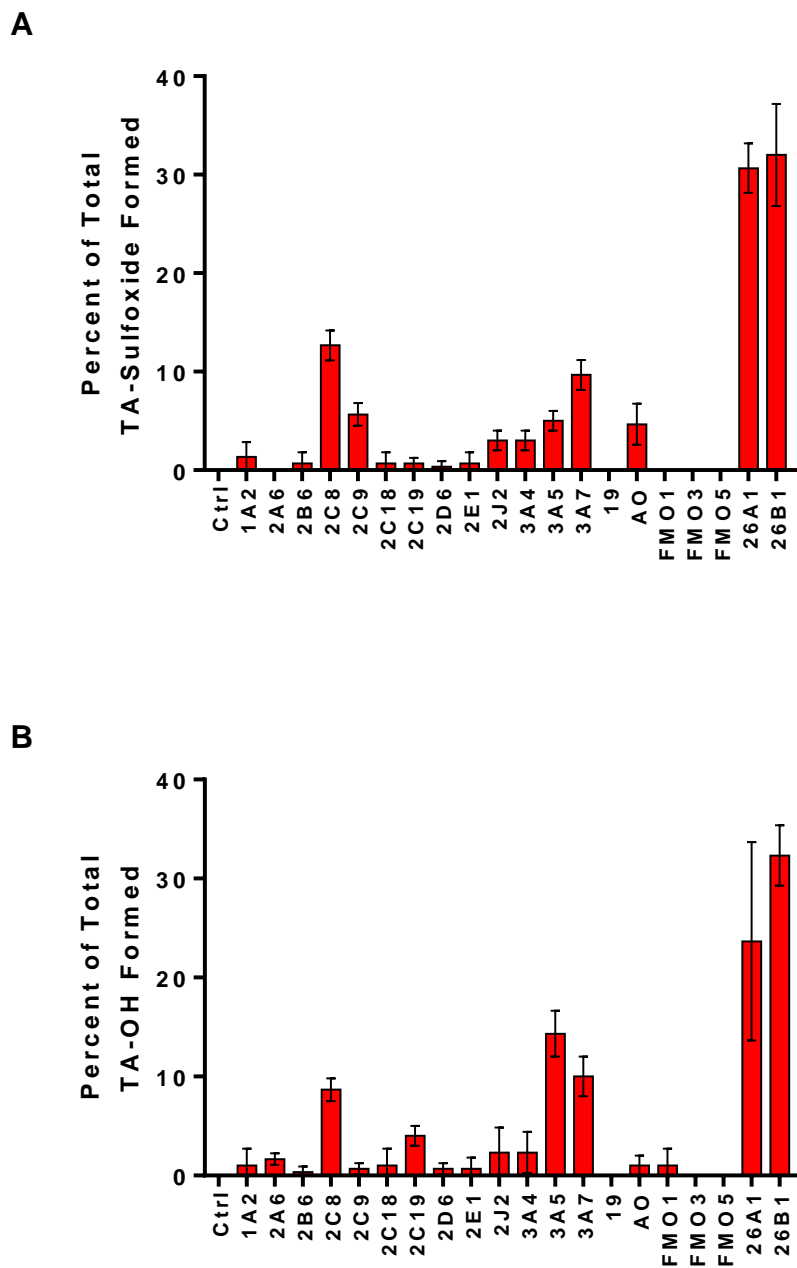 A
Percent of Total
TA-Sulfoxide Formed
40
30
20
10
0
Ctrl
1A2
2A6
2B6
2C8
2C9
2C18
2C19
2D6
2E1
2J2
3A4
3A5
3A7
19
AO
FMO1
FMO3
FMO5
26A1
26B1
B
Percent of Total
TA-OH Formed
40
30
20
10
0
Ctrl
1A2
2A6
2B6
2C8
2C9
2C18
2C19
2D6
2E1
2J2
3A4
3A5
3A7
19
AO
FMO1
FMO3
FMO5
26A1
26B1